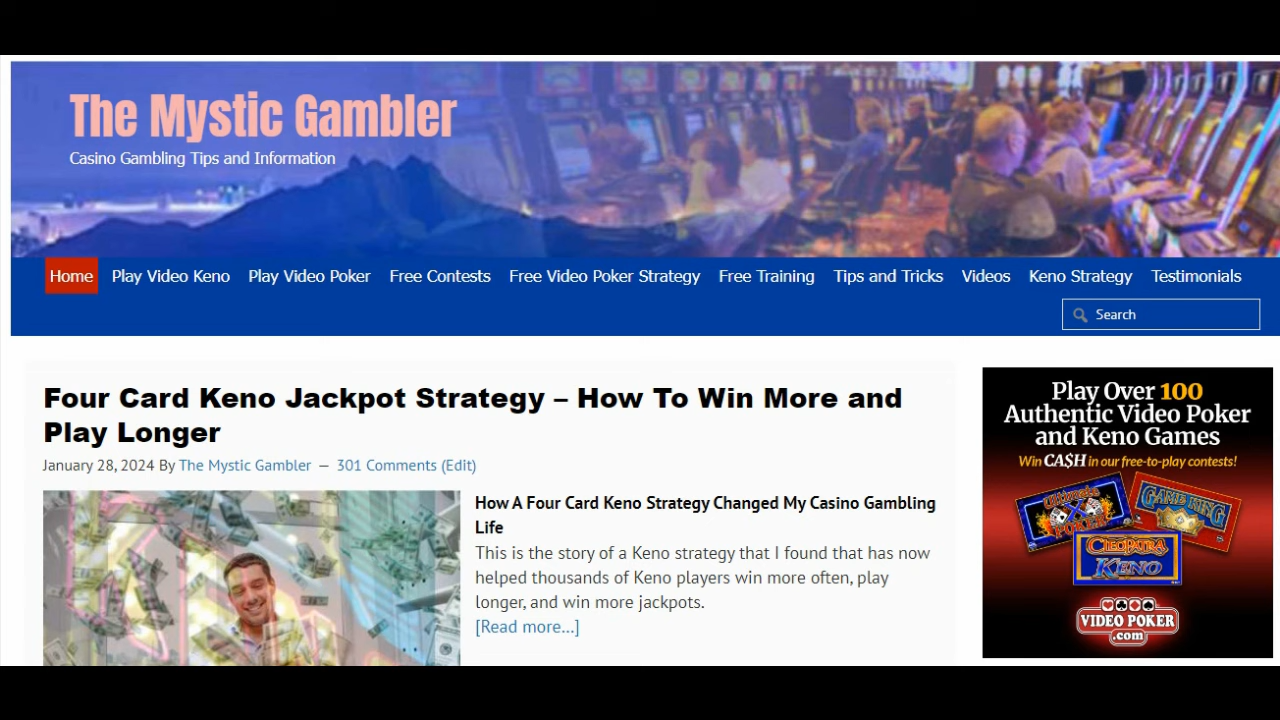 The Mystic Gambler
Casino Gambling Tips and Information
Home Play Video Keno Play Video Poker Free Contests Free Video Poker Strategy Free Training Tips and Tricks Videos Keno Strategy Testimonials
Search
Four Card Keno Jackpot Strategy – How To Win More and
Play Longer
January 28, 2024 By The Mystic Gambler — 301 Comments (Edit)
How A Four Card Keno Strategy Changed My Casino Gambling
Life
This is the story of a Keno strategy that I found that has now
helped thousands of Keno players win more often, play
longer, and win more jackpots.
[Read more...]
Play Over 100
Authentic Video Poker
and Keno Games
Win CA$H in our free-to-play contests!
Ultimate
X
POKER
GAME KING
CLEOPATRA
KENO
VIDEO POKER
.com